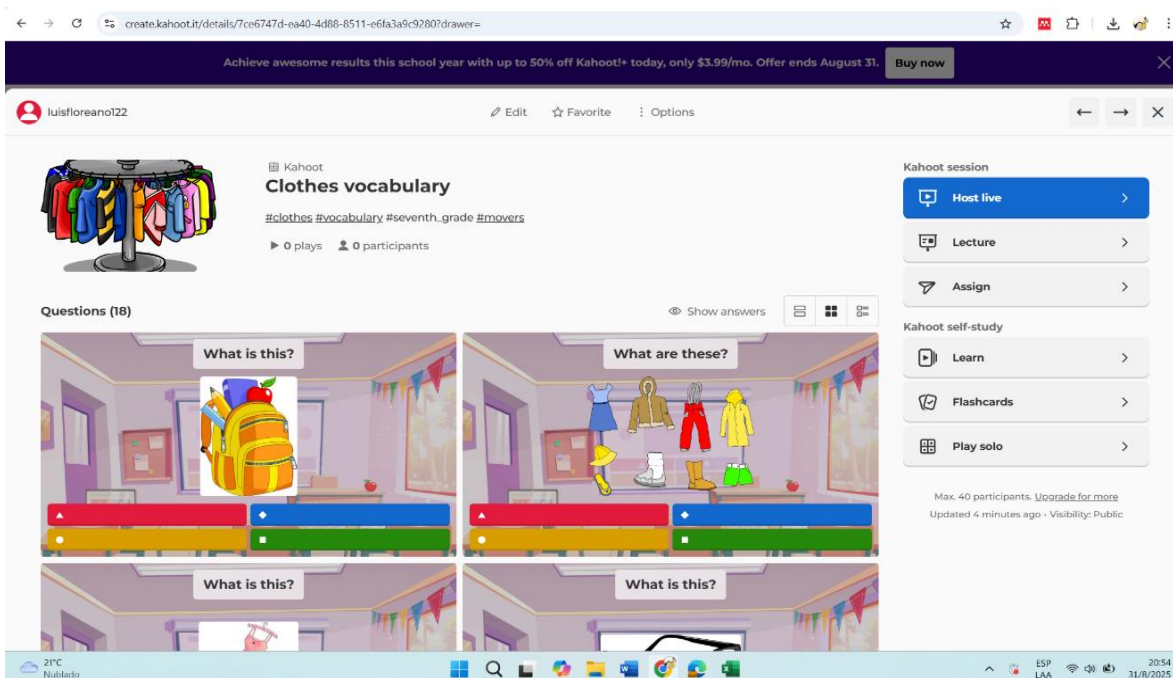 create.kahoot.it/details/7ce6747d-ea40-4d88-8511-e6fa3a9c9280?drawer=
Achieve awesome results this school year with up to 50% off Kahoot!+ today, only $3.99/mo. Offer ends August 31. Buy now
luisfloreano122
Edit
Favorite
Options
Kahoot
Clothes vocabulary
#clothes #vocabulary #seventh_grade #movers
0 plays 0 participants
Questions (18)
Show answers
What is this?
What are these?
What is this?
What is this?
Kahoot session
Host live
Lecture
Assign
Kahoot self-study
Learn
Flashcards
Play solo
Max. 40 participants. Upgrade for more
Updated 4 minutes ago · Visibility: Public
21°C
Nublado
ESP
LAA
20:54
31/8/2025